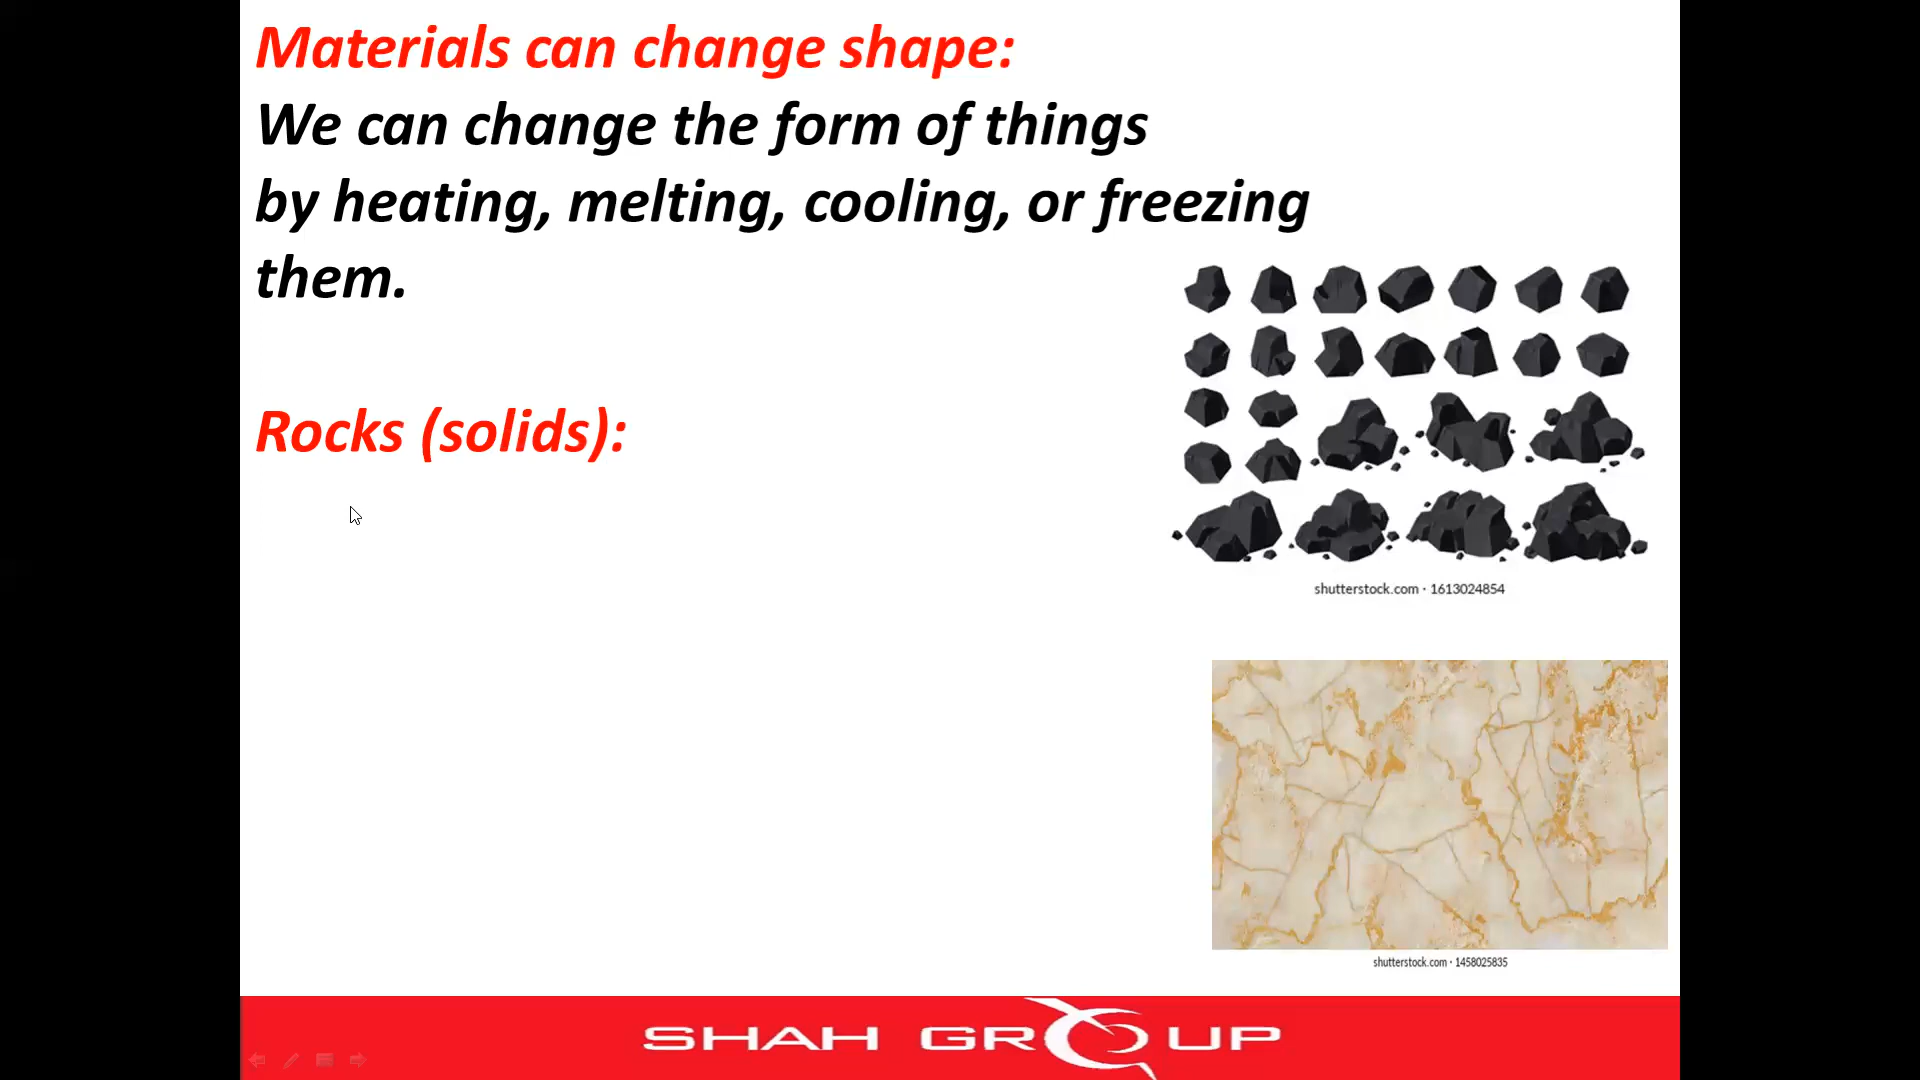 Materials can change shape:
We can change the form of things
by heating, melting, cooling, or freezing
them.
Rocks (solids):
shutterstock.com · 1613024854
shutterstock.com · 1458025835
SHAH GROUP